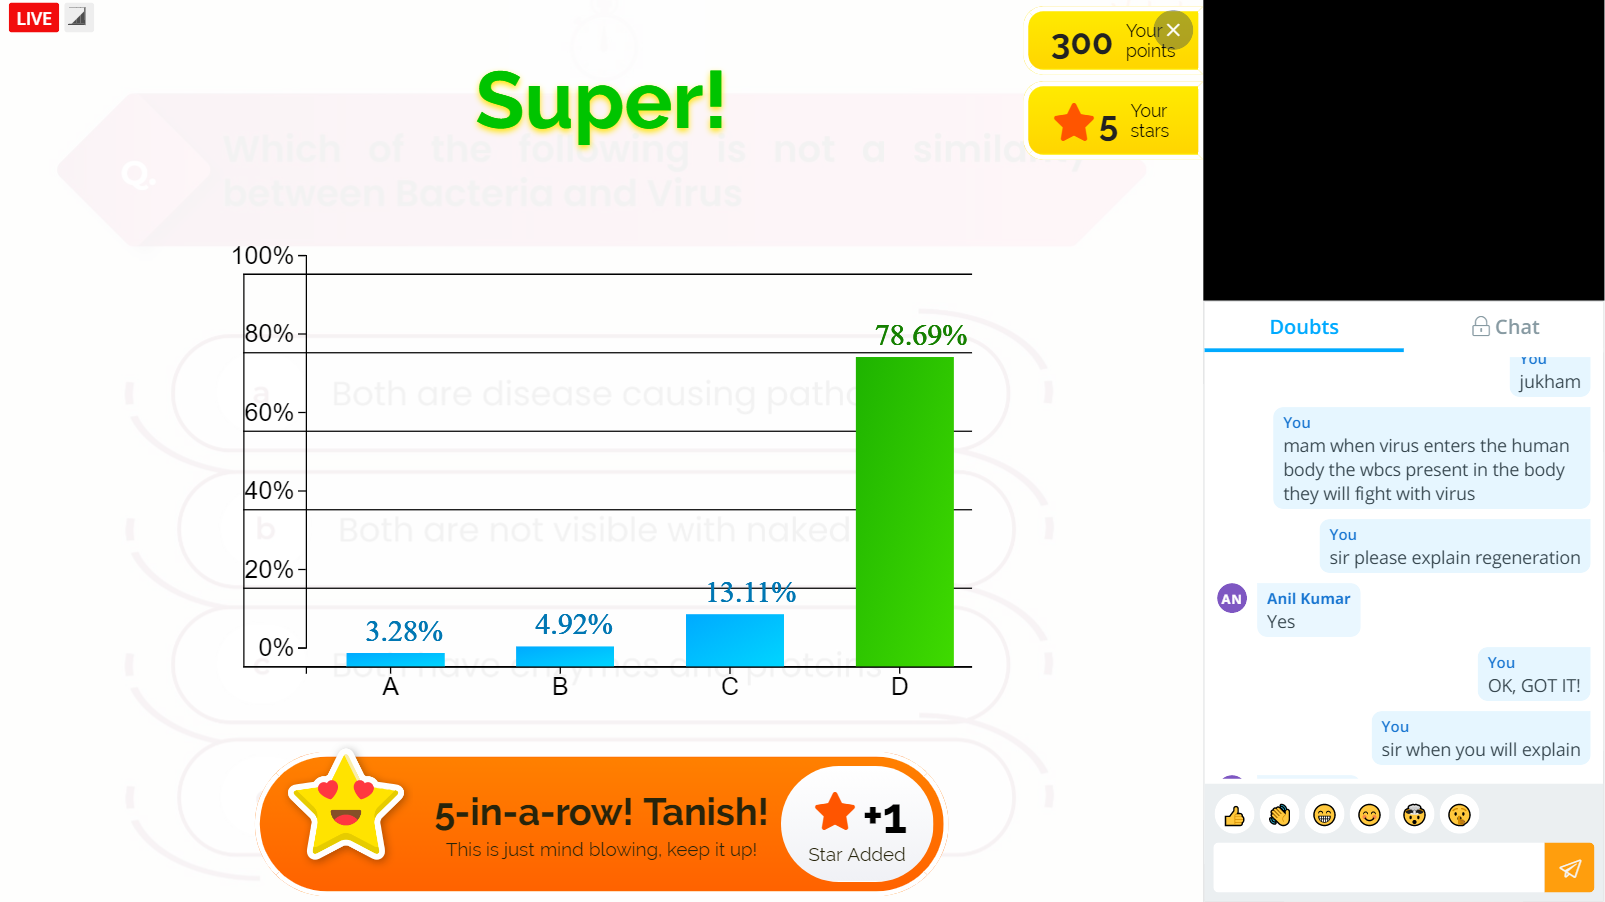 LIVE
Super!
300
Your
points
5
Your
stars
Q.
Which of the following is not a similarity
between Bacteria and Virus
100%
80%
60%
40%
20%
0%
a
Both are disease causing
b
Both are not visible with naked
c
Both have enzymes and proteins
3.28%
4.92%
13.11%
78.69%
A
B
C
D
5-in-a-row! Tanish!
This is just mind blowing, keep it up!
+1
Star Added
Doubts
Chat
You
jukham
You
mam when virus enters the human
body the wbcs present in the body
they will fight with virus
You
sir please explain regeneration
AN
Anil Kumar
Yes
You
OK, GOT IT!
You
sir when you will explain